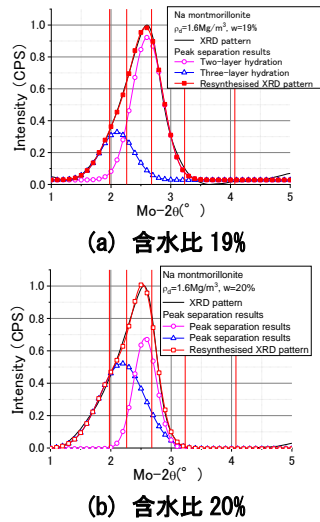 Intensity (CPS)
1.0
0.8
0.6
0.4
0.2
0.0
Na montmorillonite
ρd=1.6Mg/m³, w=19%
XRD pattern
Peak separation results
Two-layer hydration
Three-layer hydration
Resynthesised XRD pattern
1 2 3 4 5
Mo-2θ(°)
(a) 含水比 19%
Intensity (CPS)
1.0
0.8
0.6
0.4
0.2
0.0
Na montmorillonite
ρd=1.6Mg/m³, w=20%
XRD pattern
Peak separation results
Peak separation results
Peak separation results
Resynthesised XRD pattern
1 2 3 4 5
Mo-2θ(°)
(b) 含水比 20%